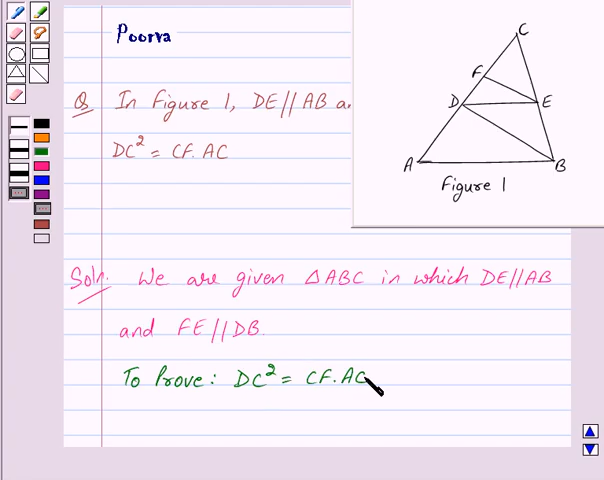 Poorva
Q In Figure 1, DE//AB
DC² = CF.AC
C
F
D
E
A
B
Figure 1
Soln. We are given △ABC in which DE//AB
and FE//DB.
To Prove: DC² = CF.AC